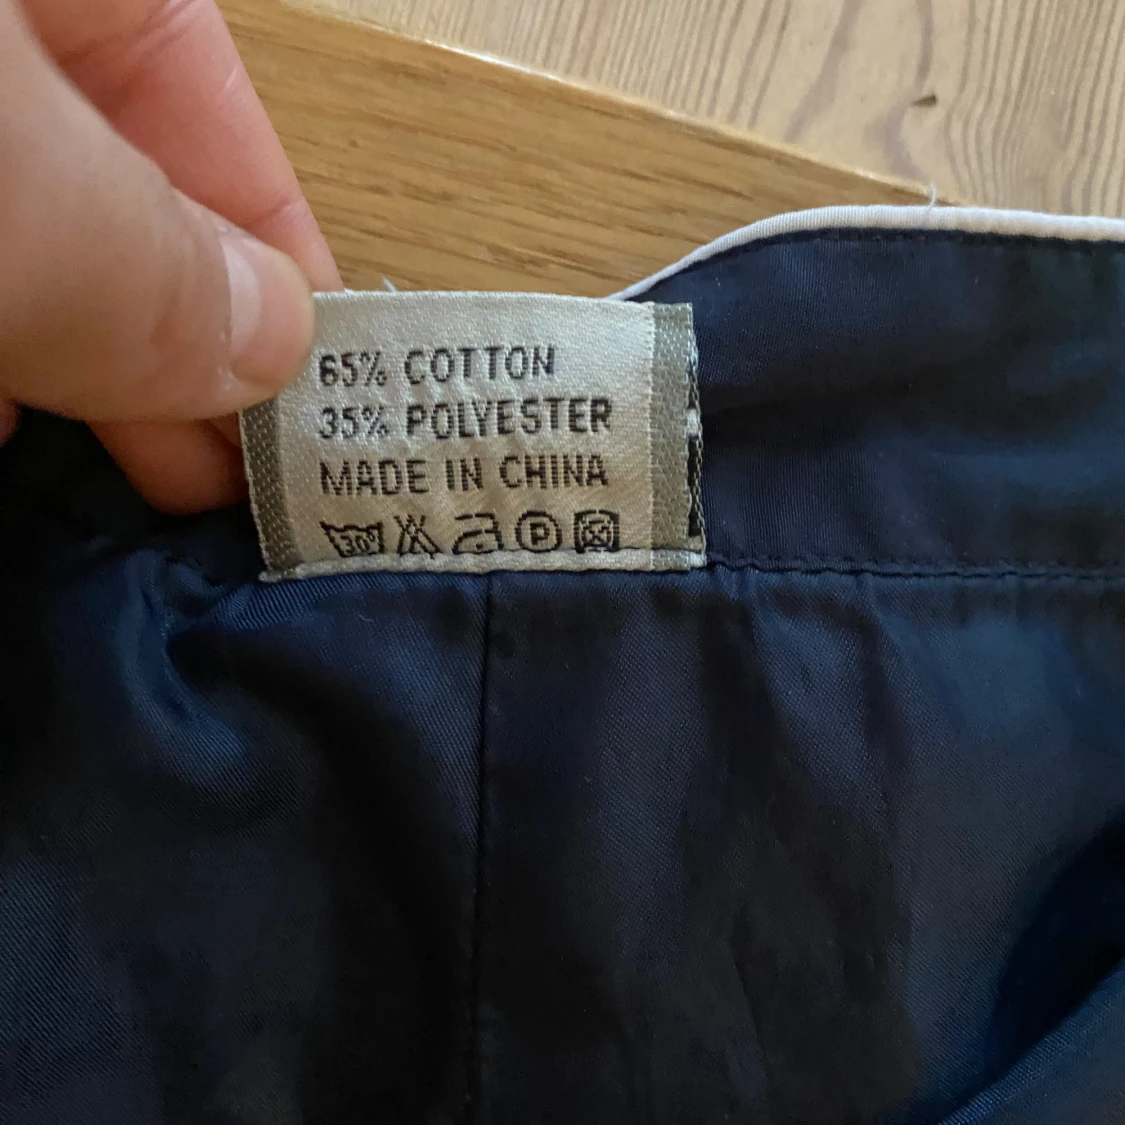 65% COTTON
35% POLYESTER
MADE IN CHINA
30° P